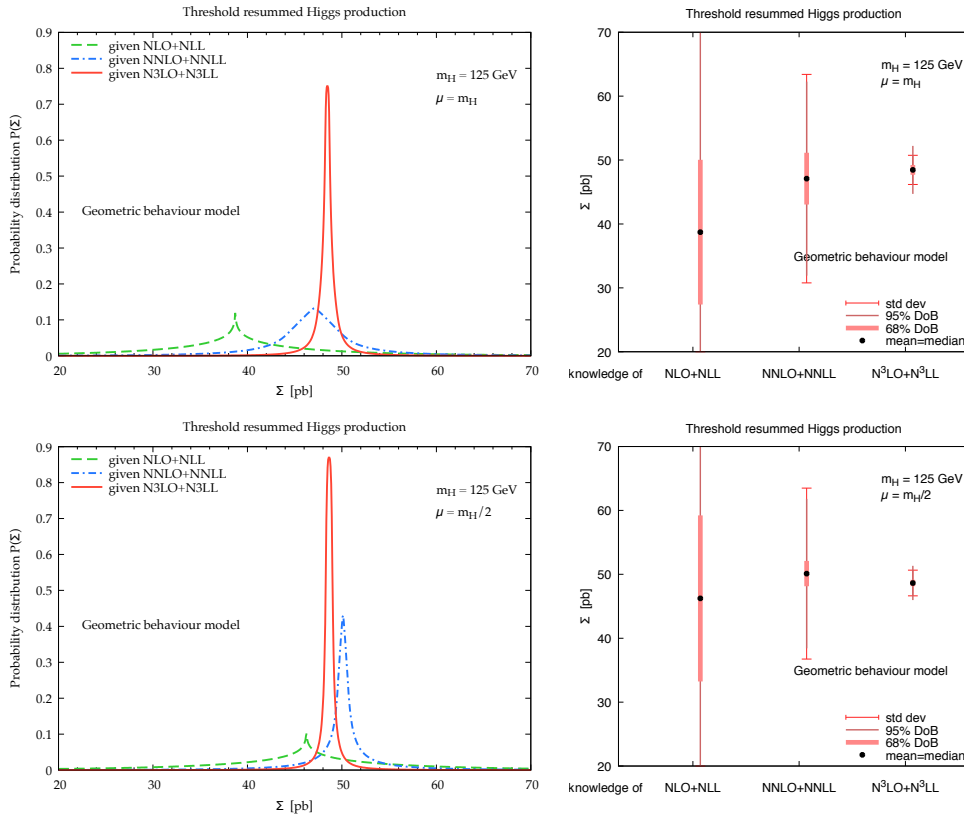 Threshold resummed Higgs production
0.9
0.8
0.7
0.6
0.5
0.4
0.3
0.2
0.1
0
Probability distribution P(Σ)
given NLO+NLL
given NNLO+NNLL
given N3LO+N3LL
m_H = 125 GeV
μ = m_H
Geometric behaviour model
20 30 40 50 60 70
Σ [pb]
Threshold resummed Higgs production
70
60
50
40
30
20
Σ [pb]
m_H = 125 GeV
μ = m_H
Geometric behaviour model
std dev
95% DoB
68% DoB
mean=median
knowledge of NLO+NLL NNLO+NNLL N³LO+N³LL
Threshold resummed Higgs production
0.9
0.8
0.7
0.6
0.5
0.4
0.3
0.2
0.1
0
Probability distribution P(Σ)
given NLO+NLL
given NNLO+NNLL
given N3LO+N3LL
m_H = 125 GeV
μ = m_H/2
Geometric behaviour model
20 30 40 50 60 70
Σ [pb]
Threshold resummed Higgs production
70
60
50
40
30
20
Σ [pb]
m_H = 125 GeV
μ = m_H/2
Geometric behaviour model
std dev
95% DoB
68% DoB
mean=median
knowledge of NLO+NLL NNLO+NNLL N³LO+N³LL